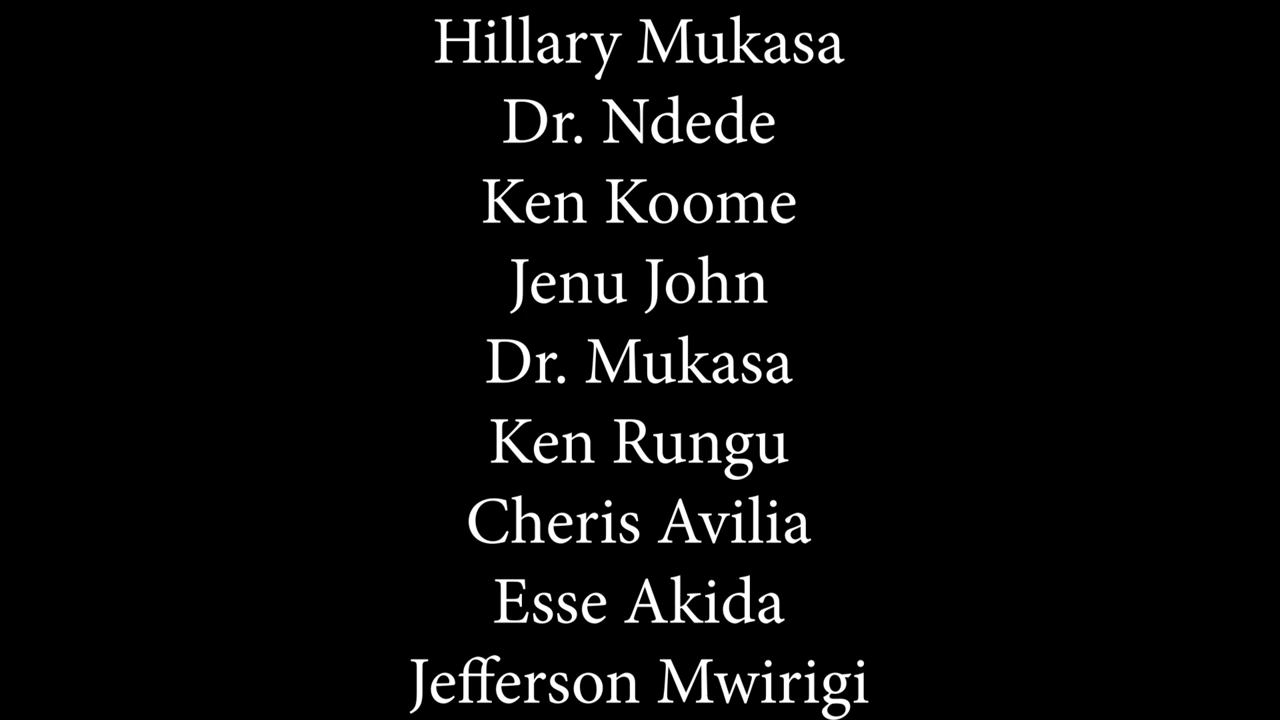 Hillary Mukasa
Dr. Ndede
Ken Koome
Jenu John
Dr. Mukasa
Ken Rungu
Cheris Avilia
Esse Akida
Jefferson Mwirigi